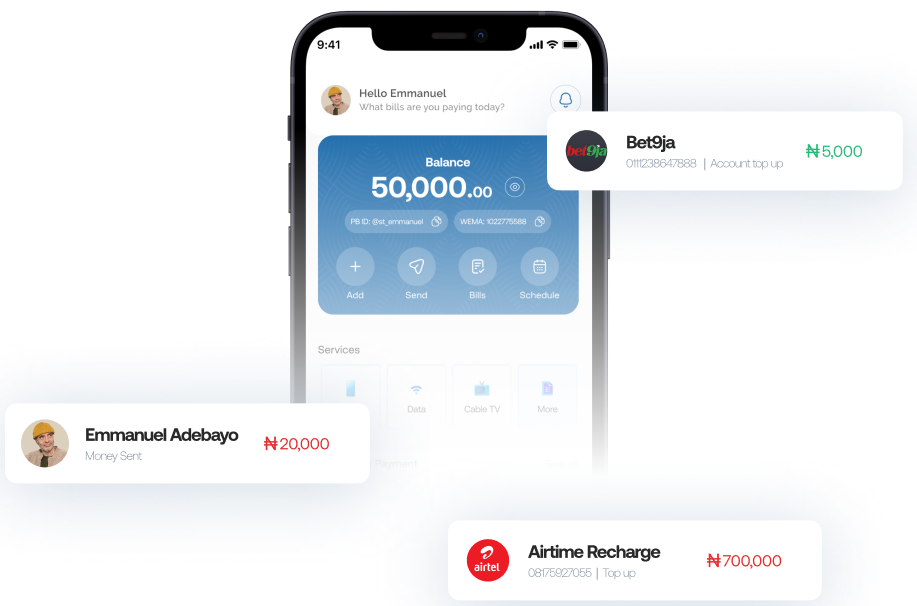 9:41
Hello Emmanuel
What bills are you paying today?
Balance
50,000.00
PB ID: @st_emmanuel
WEMA: 1022775588
Add
Send
Bills
Schedule
bet9ja
Bet9ja
01111238647888 | Account top up
₦5,000
Services
Data
Cable TV
More
Payment
Emmanuel Adebayo
Money Sent
₦20,000
airtel
Airtime Recharge
08175927055 | Top up
₦700,000